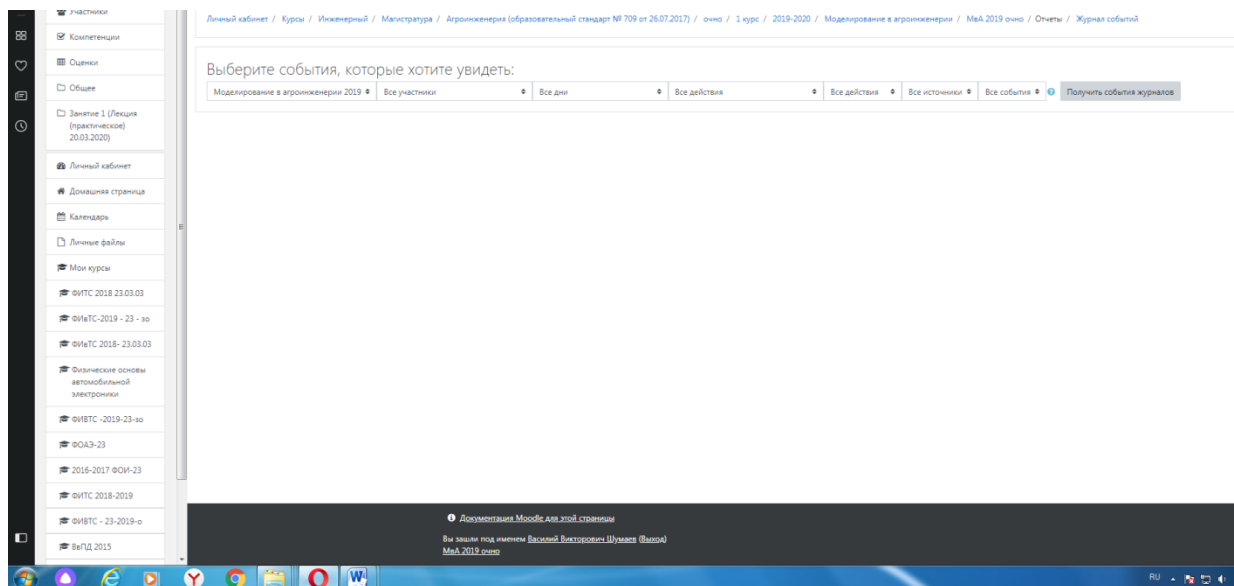 Участники
Компетенции
Оценки
Общее
Занятие 1 (Лекция
(практическое)
20.03.2020)
Личный кабинет
Домашняя страница
Календарь
Личные файлы
Мои курсы
ФИТС 2018 23.03.03
ФИвТС-2019 - 23 - зо
ФИвТС 2018- 23.03.03
Физические основы
автомобильной
электроники
ФИВТС -2019-23-зо
ФОАЭ-23
2016-2017 ФОИ-23
ФИТС 2018-2019
ФИВТС - 23-2019-о
ВвПД 2015
Личный кабинет / Курсы / Инженерный / Магистратура / Агроинженерия (образовательный стандарт № 709 от 26.07.2017) / очно / 1 курс / 2019-2020 / Моделирование в агроинженерии / МвА 2019 очно / Отчеты / Журнал событий
Выберите события, которые хотите увидеть:
Моделирование в агроинженерии 2019 Все участники Все дни Все действия Все действия Все источники Все события Получить события журналов
Документация Moodle для этой страницы
Вы зашли под именем Василий Викторович Шумаев (Выход)
МвА 2019 очно
RU